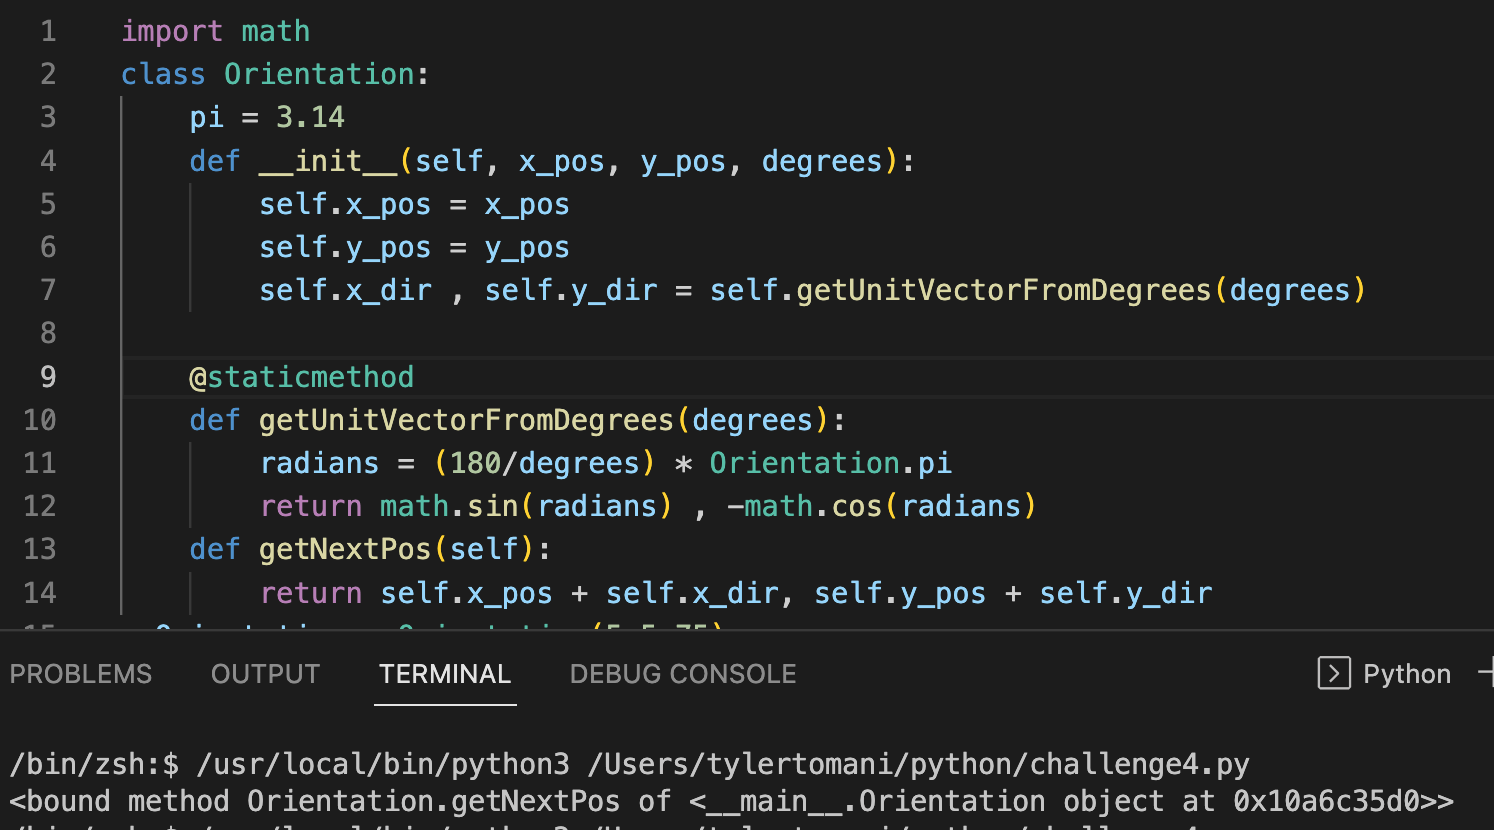 1 import math
2 class Orientation:
3 pi = 3.14
4 def __init__(self, x_pos, y_pos, degrees):
5 self.x_pos = x_pos
6 self.y_pos = y_pos
7 self.x_dir , self.y_dir = self.getUnitVectorFromDegrees(degrees)
8
9 @staticmethod
10 def getUnitVectorFromDegrees(degrees):
11 radians = (180/degrees) * Orientation.pi
12 return math.sin(radians) , -math.cos(radians)
13 def getNextPos(self):
14 return self.x_pos + self.x_dir, self.y_pos + self.y_dir
PROBLEMS OUTPUT TERMINAL DEBUG CONSOLE Python
/bin/zsh:$ /usr/local/bin/python3 /Users/tylertomani/python/challenge4.py
<bound method Orientation.getNextPos of <__main__.Orientation object at 0x10a6c35d0>>